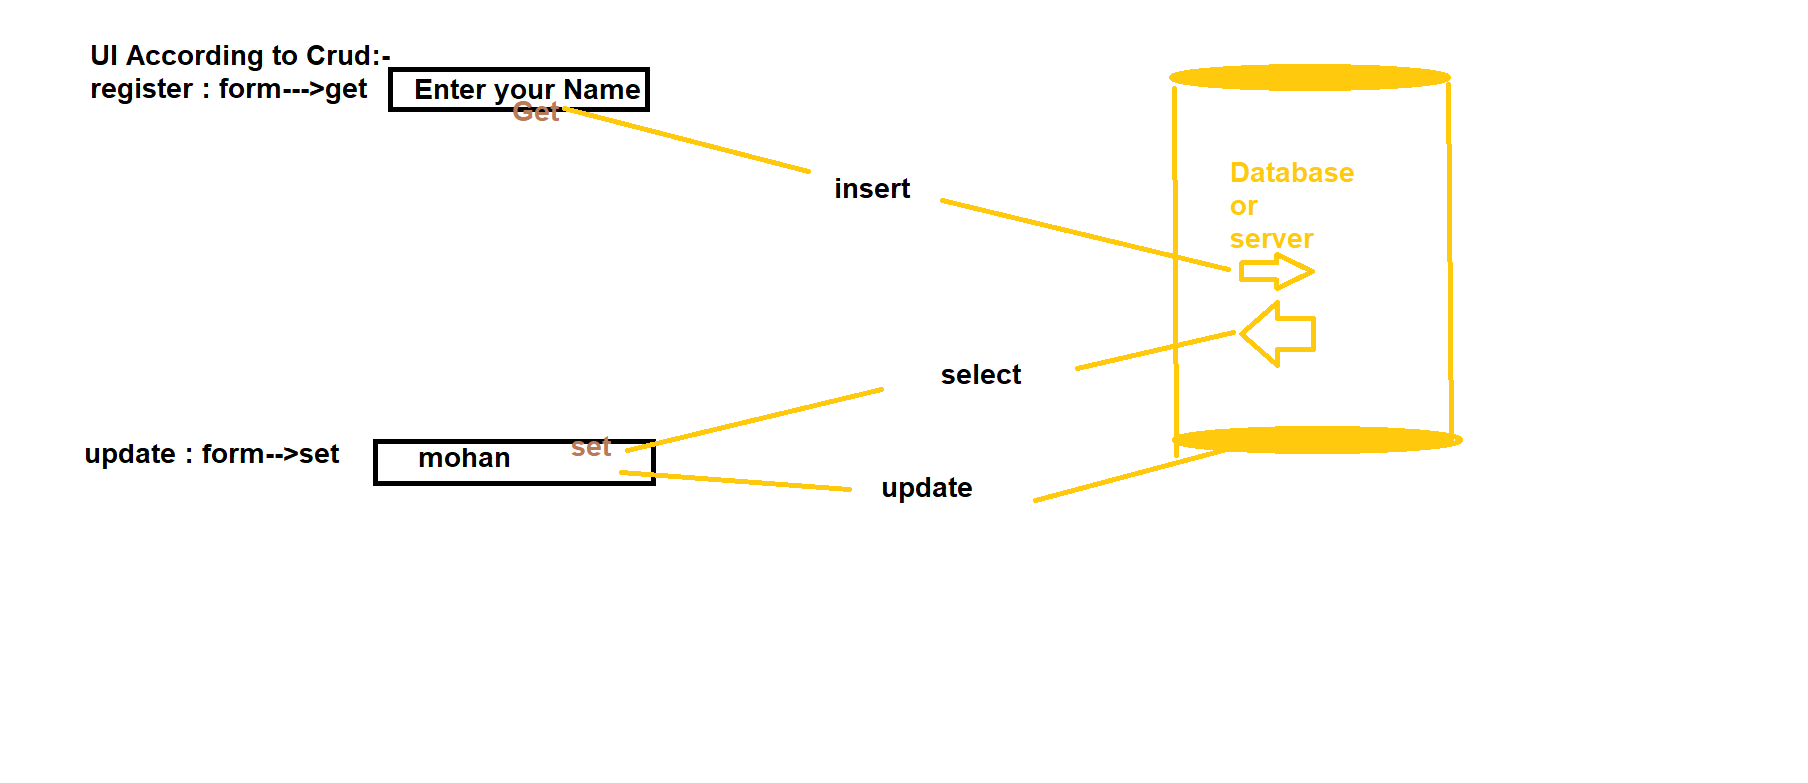 UI According to Crud:-
register : form--->get
Enter your Name
Get
insert
Database
or
server
select
update : form-->set
mohan
set
update